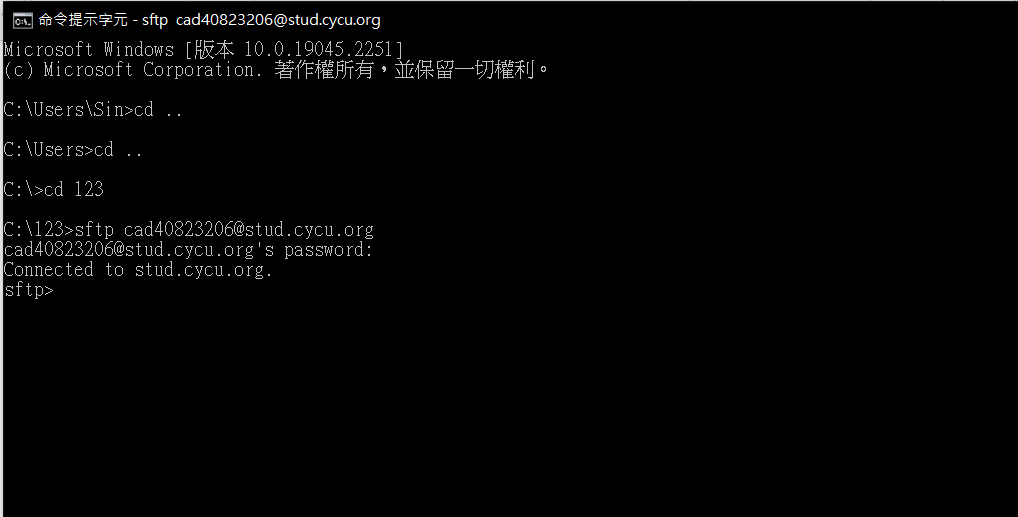 命令提示字元 - sftp cad40823206@stud.cycu.org
Microsoft Windows [版本 10.0.19045.2251]
(c) Microsoft Corporation. 著作權所有，並保留一切權利。
C:\Users\Sin>cd ..
C:\Users>cd ..
C:\>cd 123
C:\123>sftp cad40823206@stud.cycu.org
cad40823206@stud.cycu.org's password:
Connected to stud.cycu.org.
sftp>